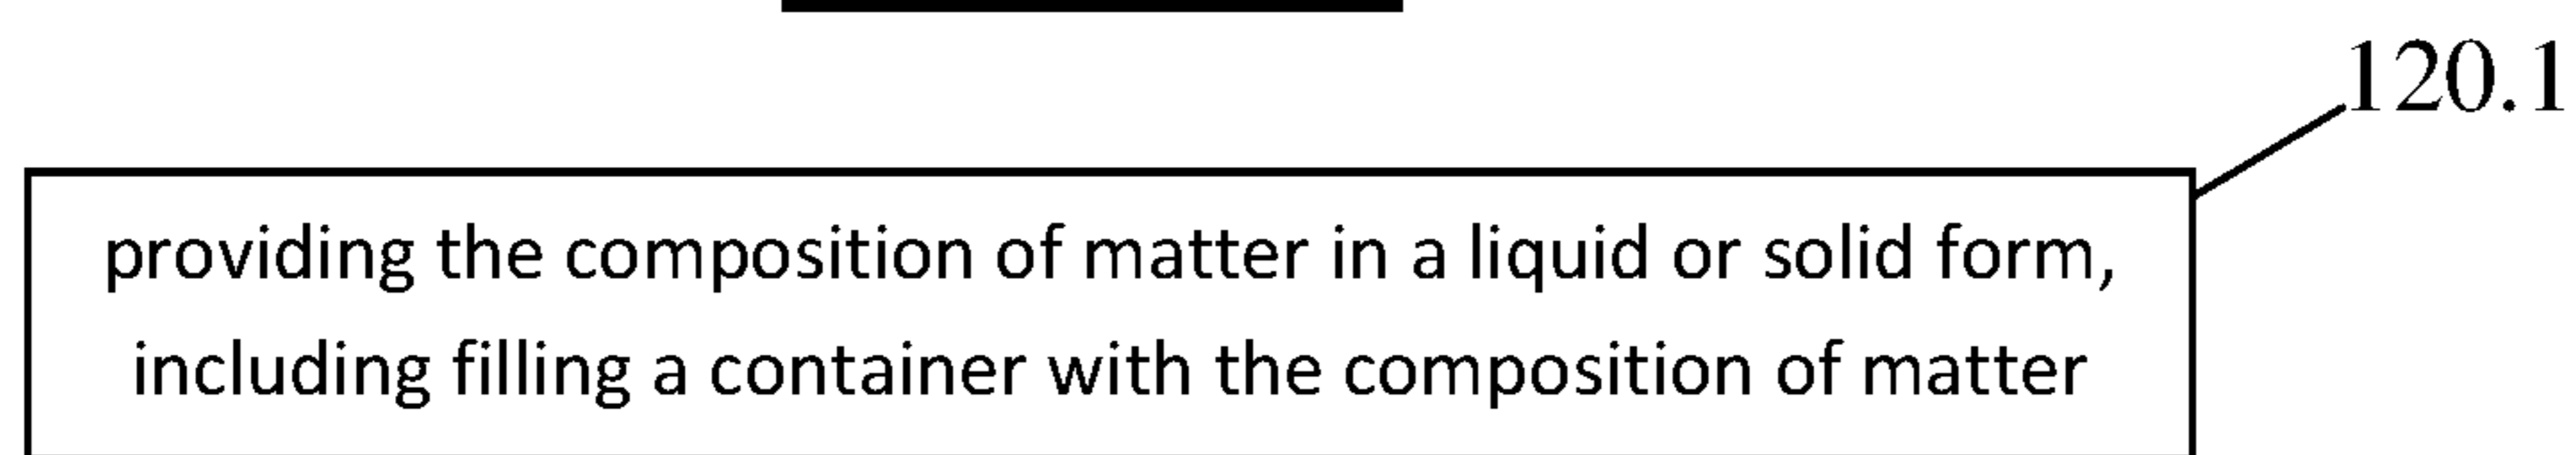 120.1
providing the composition of matter in a liquid or solid form,
including filling a container with the composition of matter